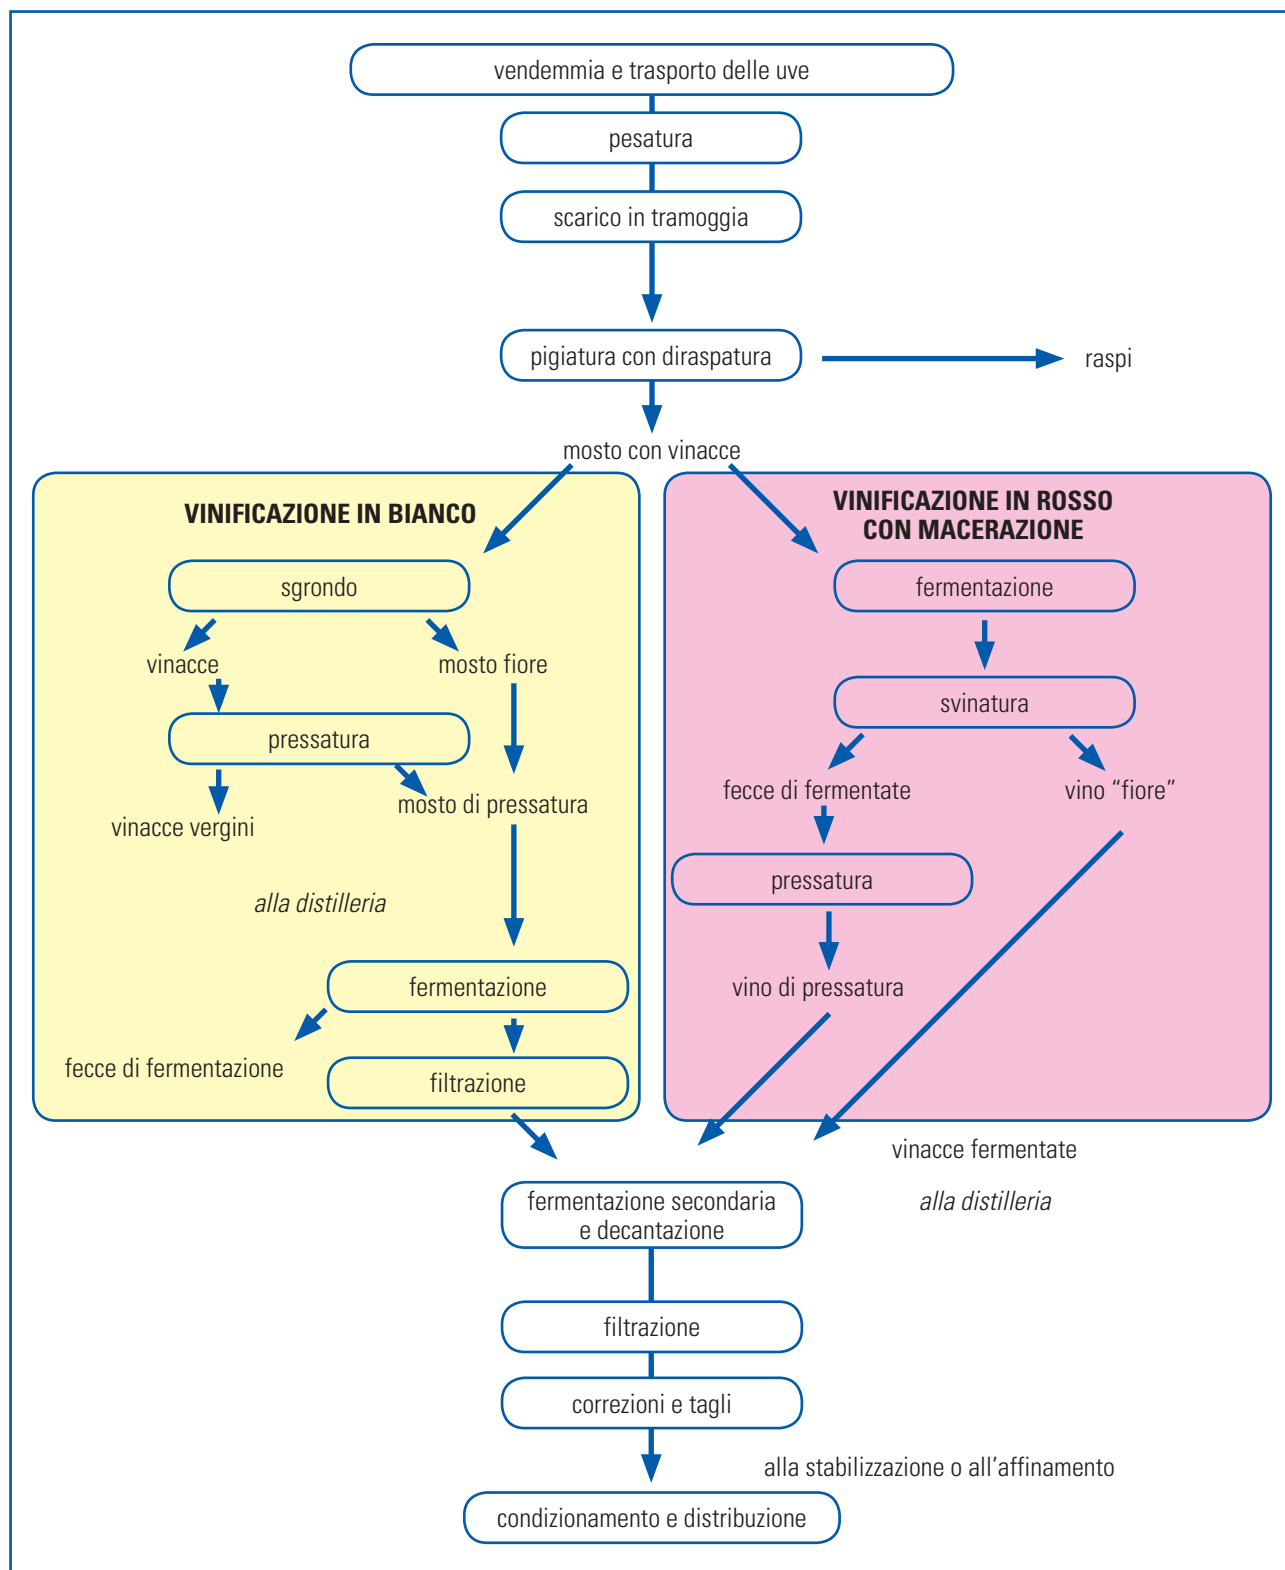 vendemmia e trasporto delle uve
pesatura
scarico in tramoggia
pigiatura con diraspatura
raspi
mosto con vinacce
VINIFICAZIONE IN BIANCO
sgrondo
vinacce
mosto fiore
pressatura
mosto di pressatura
vinacce vergini
alla distilleria
fermentazione
fecce di fermentazione
filtrazione
VINIFICAZIONE IN ROSSO
CON MACERAZIONE
fermentazione
svinatura
fecce di fermentate
vino “fiore”
pressatura
vino di pressatura
vinacce fermentate
alla distilleria
fermentazione secondaria
e decantazione
filtrazione
correzioni e tagli
alla stabilizzazione o all’affinamento
condizionamento e distribuzione